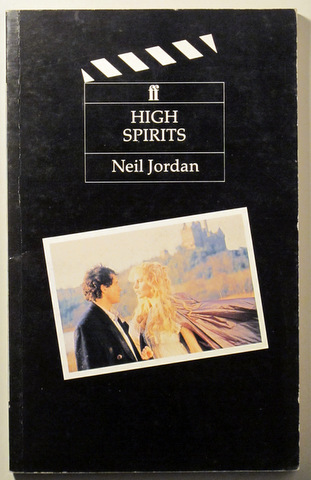 ff
HIGH
SPIRITS
Neil Jordan